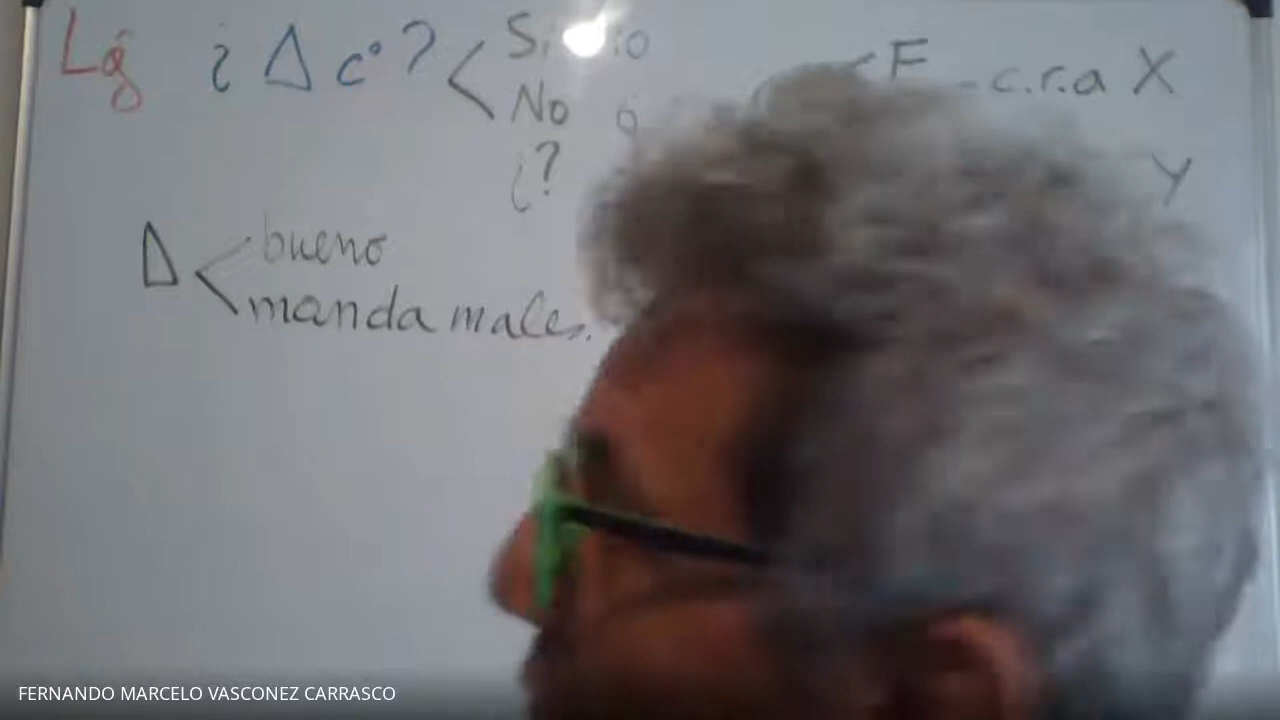 Lg ¿ Δ c° ? < Si
No
¿?
F - c.r.a X
Y
Δ < bueno
manda males.
FERNANDO MARCELO VASCONEZ CARRASCO